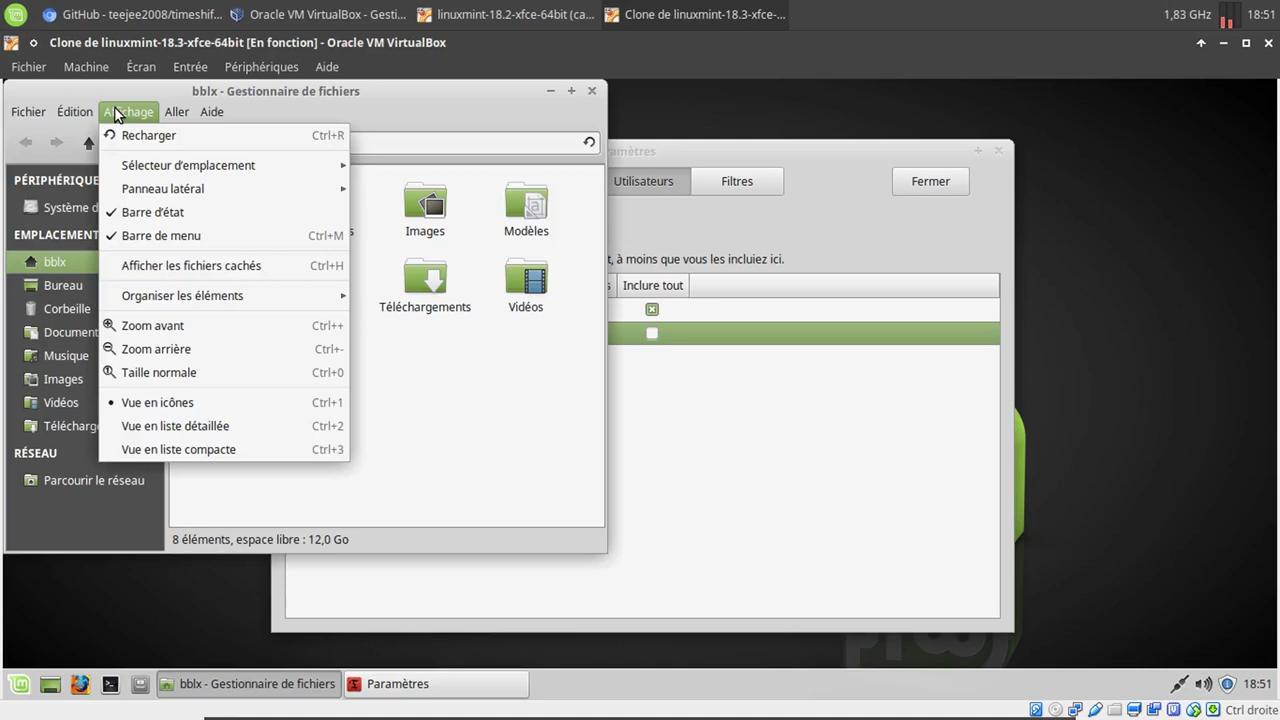 GitHub - teejee2008/timeshif...
Oracle VM VirtualBox - Gesti...
linuxmint-18.2-xfce-64bit (ca...
Clone de linuxmint-18.3-xfce-...
1,83 GHz
18:51
Clone de linuxmint-18.3-xfce-64bit [En fonction] - Oracle VM VirtualBox
Fichier Machine Écran Entrée Périphériques Aide
bblx - Gestionnaire de fichiers
Fichier Édition Affichage Aller Aide
Recharger Ctrl+R
Sélecteur d'emplacement
Panneau latéral
Barre d'état
Barre de menu Ctrl+M
Afficher les fichiers cachés Ctrl+H
Organiser les éléments
Zoom avant Ctrl++
Zoom arrière Ctrl+-
Taille normale Ctrl+0
Vue en icônes Ctrl+1
Vue en liste détaillée Ctrl+2
Vue en liste compacte Ctrl+3
PÉRIPHÉRIQUE
Système d
EMPLACEMENT
bblx
Bureau
Corbeille
Document
Musique
Images
Vidéos
Télécharg
RÉSEAU
Parcourir le réseau
Images
Modèles
Téléchargements
Vidéos
8 éléments, espace libre : 12,0 Go
ramètres
Utilisateurs Filtres Fermer
t, à moins que vous les incluiez ici.
s Inclure tout
bblx - Gestionnaire de fichiers
Paramètres
18:51
Ctrl droite